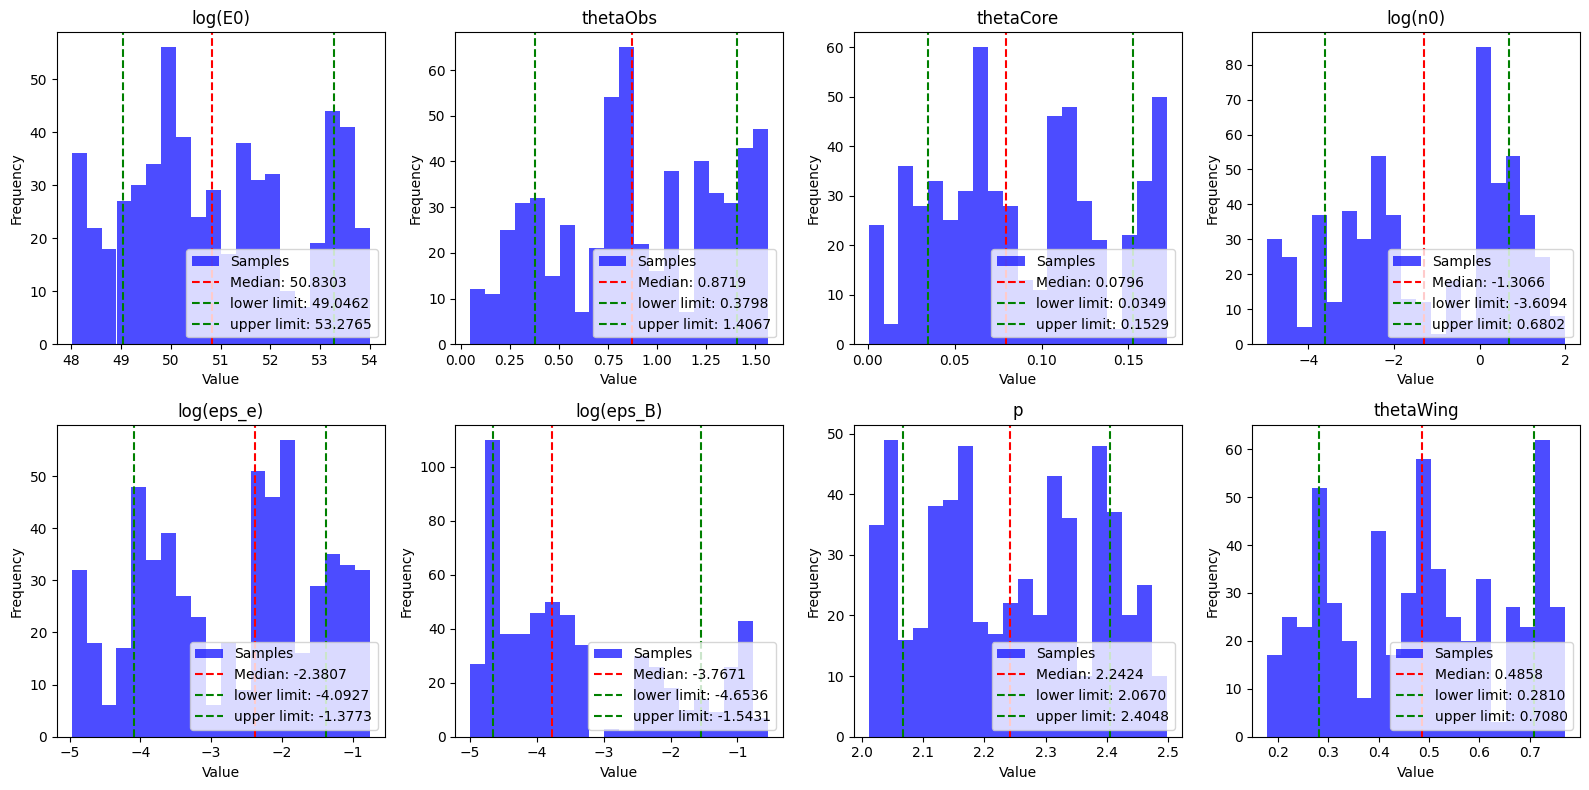 log(E0)
Frequency
50
40
30
20
10
0
Samples
Median: 50.8303
lower limit: 49.0462
upper limit: 53.2765
48 49 50 51 52 53 54
Value
thetaObs
Frequency
60
50
40
30
20
10
0
Samples
Median: 0.8719
lower limit: 0.3798
upper limit: 1.4067
0.00 0.25 0.50 0.75 1.00 1.25 1.50
Value
thetaCore
Frequency
60
50
40
30
20
10
0
Samples
Median: 0.0796
lower limit: 0.0349
upper limit: 0.1529
0.00 0.05 0.10 0.15
Value
log(n0)
Frequency
80
70
60
50
40
30
20
10
0
Samples
Median: -1.3066
lower limit: -3.6094
upper limit: 0.6802
−4 −2 0 2
Value
log(eps_e)
Frequency
50
40
30
20
10
0
Samples
Median: -2.3807
lower limit: -4.0927
upper limit: -1.3773
−5 −4 −3 −2 −1
Value
log(eps_B)
Frequency
100
80
60
40
20
0
Samples
Median: -3.7671
lower limit: -4.6536
upper limit: -1.5431
−5 −4 −3 −2 −1
Value
p
Frequency
50
40
30
20
10
0
Samples
Median: 2.2424
lower limit: 2.0670
upper limit: 2.4048
2.0 2.1 2.2 2.3 2.4 2.5
Value
thetaWing
Frequency
60
50
40
30
20
10
0
Samples
Median: 0.4858
lower limit: 0.2810
upper limit: 0.7080
0.2 0.3 0.4 0.5 0.6 0.7
Value